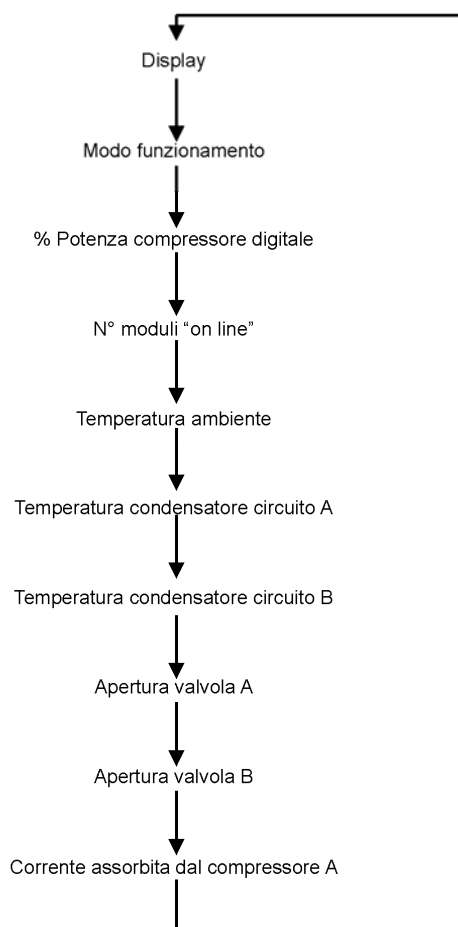 Display
Modo funzionamento
% Potenza compressore digitale
N° moduli “on line”
Temperatura ambiente
Temperatura condensatore circuito A
Temperatura condensatore circuito B
Apertura valvola A
Apertura valvola B
Corrente assorbita dal compressore A